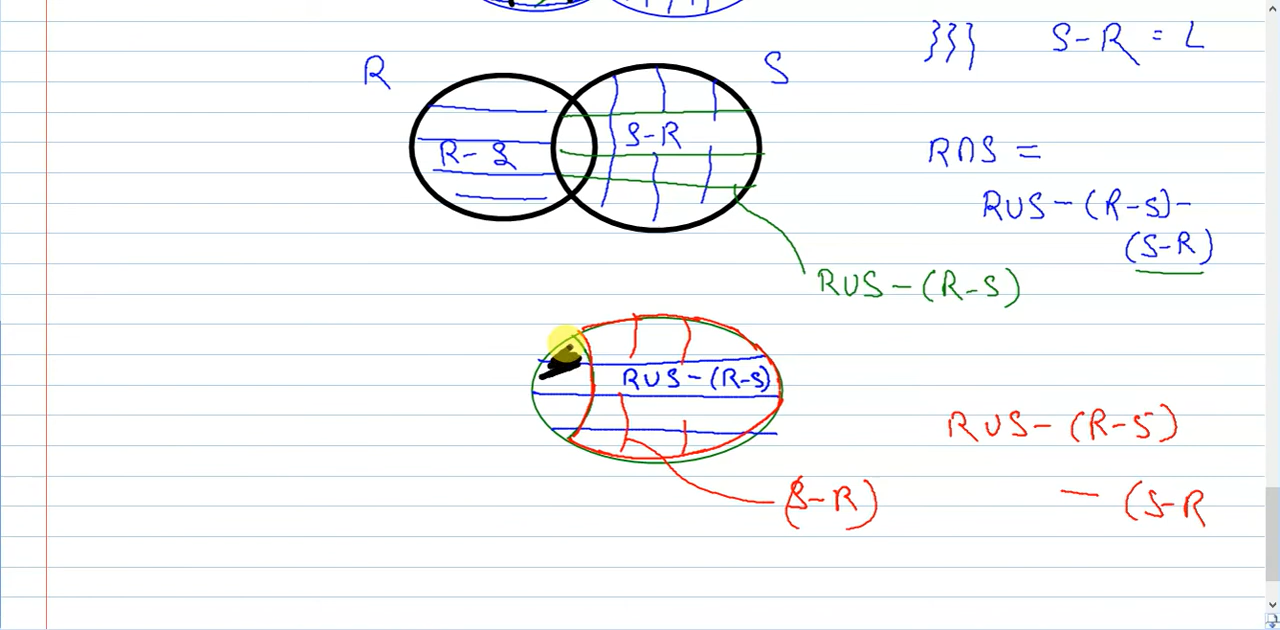 }}} S-R = L
R S
R-S S-R
R∩S =
R∪S-(R-S)-
(S-R)
R∪S-(R-S)
R∪S-(R-S)
R∪S-(R-S)
(S-R) - (S-R